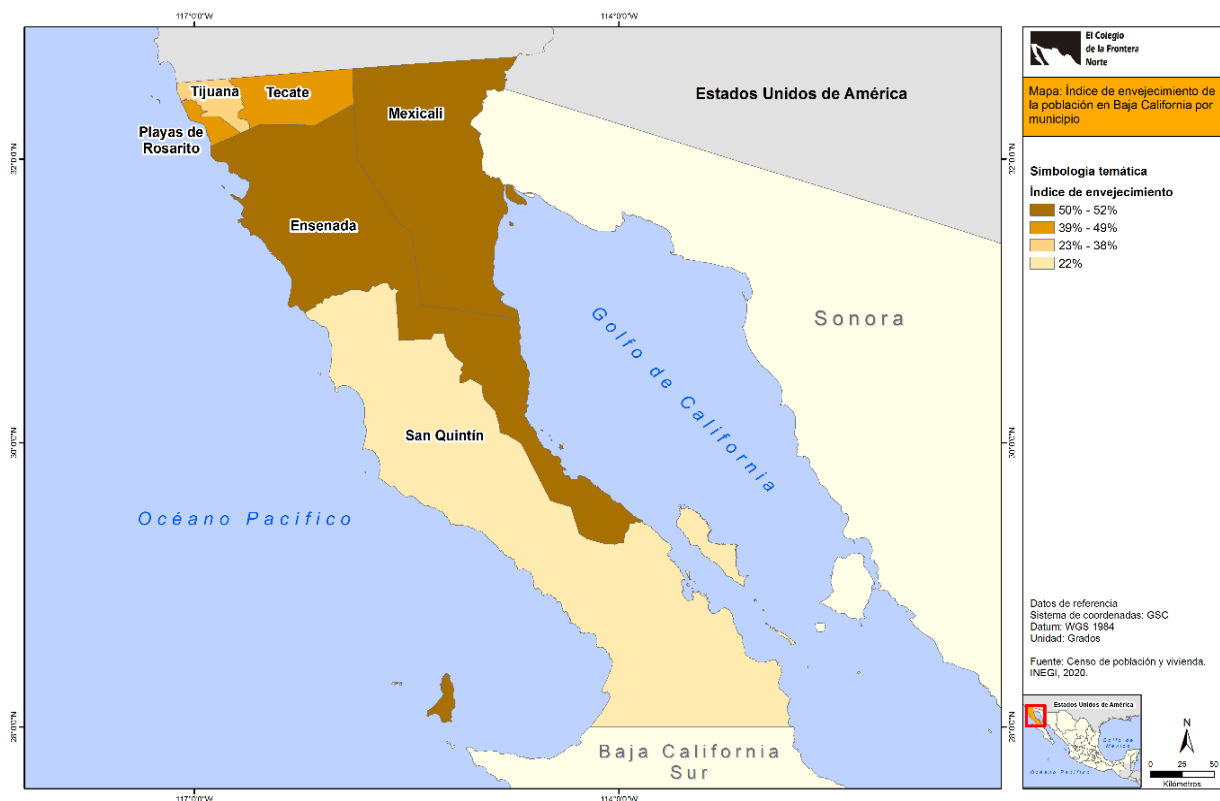 117°0'0"W
114°0'0"W
32°0'0"N
30°0'0"N
28°0'0"N
Tijuana
Tecate
Mexicali
Playas de
Rosarito
Ensenada
San Quintín
Estados Unidos de América
Sonora
Golfo de California
Océano Pacífico
Baja California
Sur
32°0'0"N
30°0'0"N
28°0'0"N
117°0'0"W
114°0'0"W
El Colegio
de la Frontera
Norte
Mapa: Índice de envejecimiento de
la población en Baja California por
municipio
Simbología temática
Índice de envejecimiento
50% - 52%
39% - 49%
23% - 38%
22%
Datos de referencia
Sistema de coordenadas: GSC
Datum: WGS 1984
Unidad: Grados
Fuente: Censo de población y vivienda.
INEGI, 2020.
Estados Unidos de América
Golfo de
México
Océano Pacífico
N
0 25 50
Kilómetros